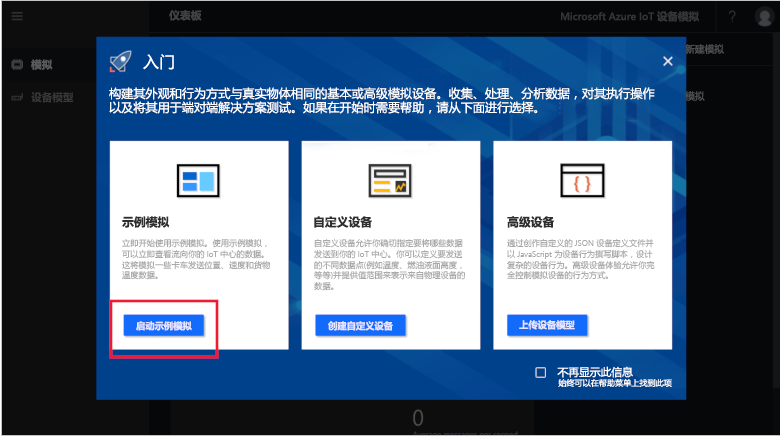 仪表板
Microsoft Azure IoT 设备模拟
?
新建模拟
模拟
设备模型
模拟
入门
构建其外观和行为方式与真实物体相同的基本或高级模拟设备。收集、处理、分析数据，对其执行操作
以及将其用于端对端解决方案测试。如果在开始时需要帮助，请从下面进行选择。
示例模拟
立即开始使用示例模拟。使用示例模拟，
可以立即查看流向你的 IoT 中心的数据。
这将模拟一些卡车发送位置、速度和货物
温度数据。
启动示例模拟
自定义设备
自定义设备允许你确切指定要将哪些数据
发送到你的 IoT 中心。你可以定义要发送
的不同数据点(例如温度、燃油液面高度，
等等)并提供值范围来表示来自物理设备的
数据。
创建自定义设备
{ }
高级设备
通过创作自定义的 JSON 设备定义文件并
以 JavaScript 为设备行为撰写脚本，设计
复杂的设备行为。高级设备体验允许你完
全控制模拟设备的行为方式。
上传设备模型
不再显示此信息
始终可以在帮助菜单上找到此项
0